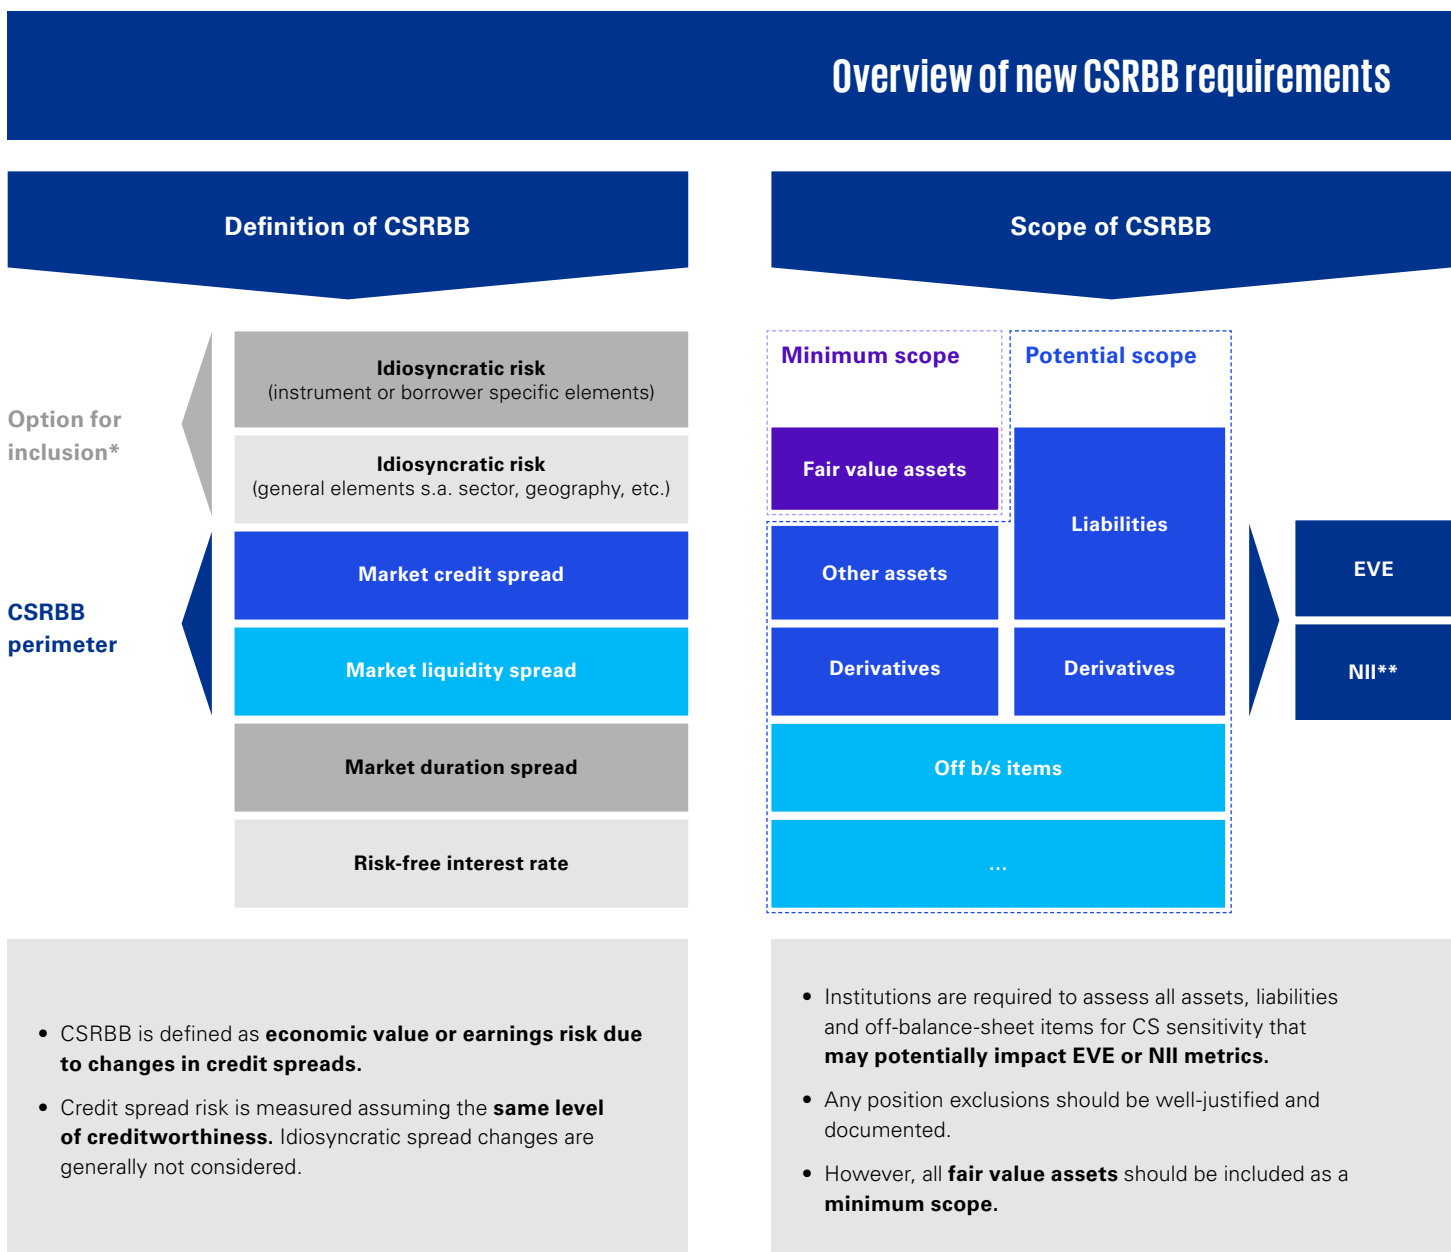 Overview of new CSRBB requirements
Definition of CSRBB
Option for
inclusion*
Idiosyncratic risk
(instrument or borrower specific elements)
Idiosyncratic risk
(general elements s.a. sector, geography, etc.)
CSRBB
perimeter
Market credit spread
Market liquidity spread
Market duration spread
Risk-free interest rate
• CSRBB is defined as economic value or earnings risk due
to changes in credit spreads.
• Credit spread risk is measured assuming the same level
of creditworthiness. Idiosyncratic spread changes are
generally not considered.
Scope of CSRBB
Minimum scope
Potential scope
Fair value assets
Liabilities
Other assets
Derivatives
Derivatives
Off b/s items
...
EVE
NII**
• Institutions are required to assess all assets, liabilities
and off-balance-sheet items for CS sensitivity that
may potentially impact EVE or NII metrics.
• Any position exclusions should be well-justified and
documented.
• However, all fair value assets should be included as a
minimum scope.